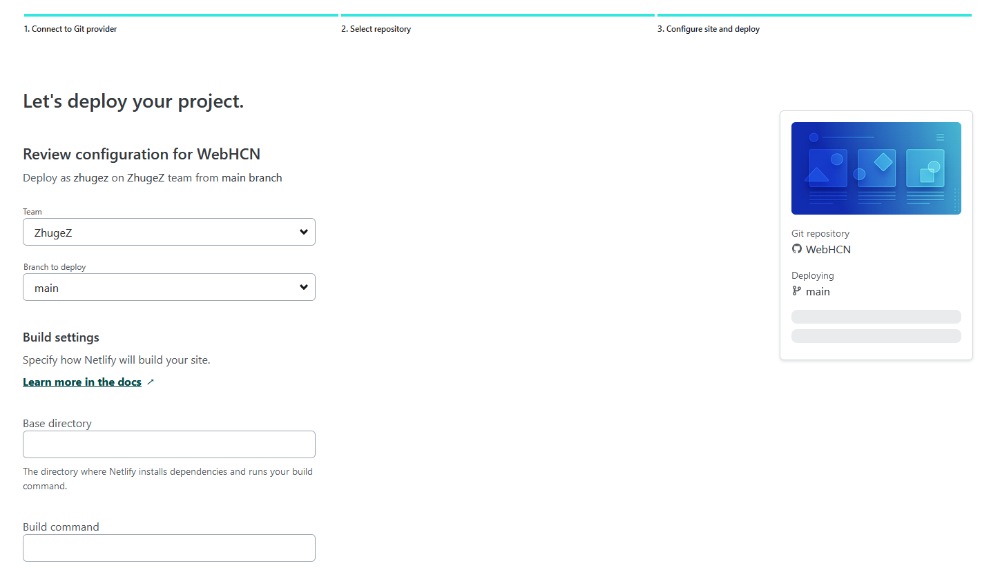 1. Connect to Git provider
2. Select repository
3. Configure site and deploy
Let's deploy your project.
Review configuration for WebHCN
Deploy as zhugez on ZhugeZ team from main branch
Team
ZhugeZ
Branch to deploy
main
Build settings
Specify how Netlify will build your site.
Learn more in the docs ↗
Base directory
The directory where Netlify installs dependencies and runs your build
command.
Build command
Git repository
WebHCN
Deploying
main